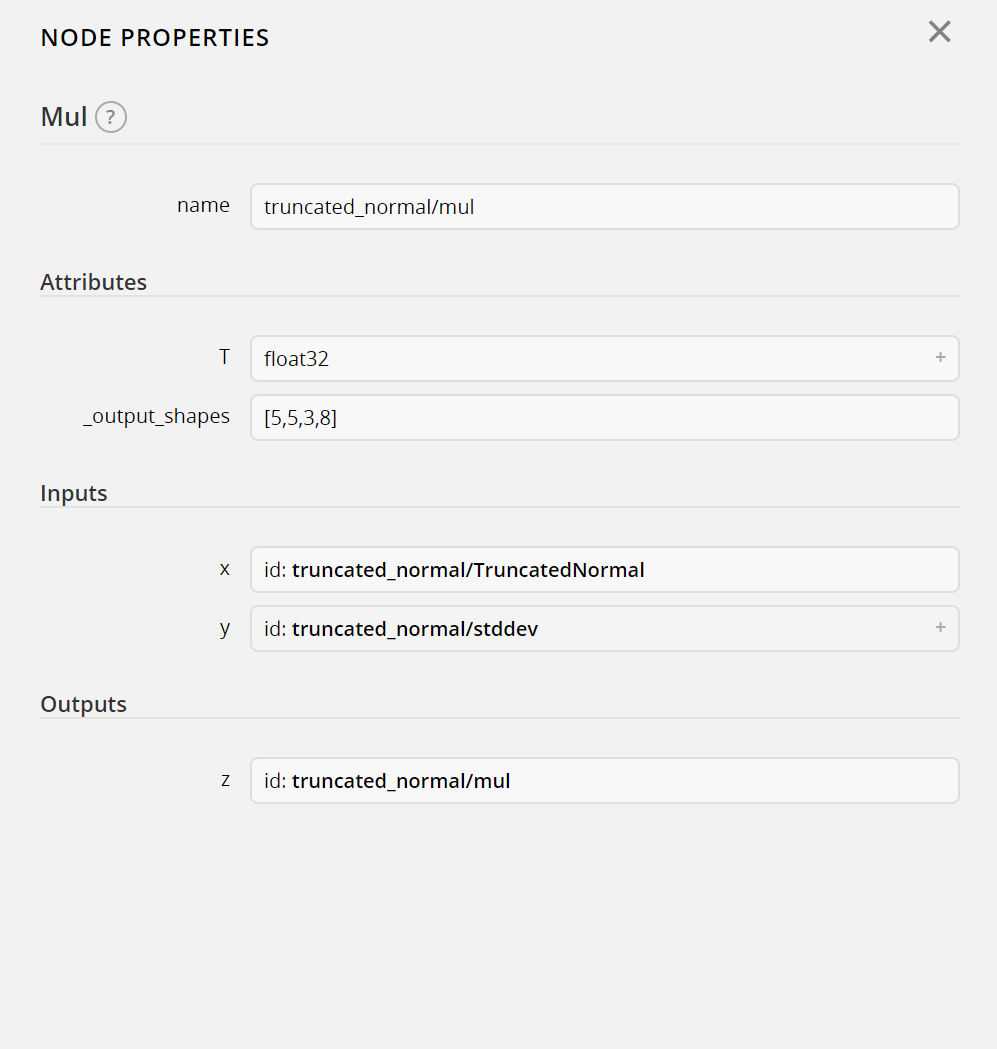 NODE PROPERTIES
Mul ?
name truncated_normal/mul
Attributes
T float32 +
_output_shapes [5,5,3,8]
Inputs
x id: truncated_normal/TruncatedNormal
y id: truncated_normal/stddev +
Outputs
z id: truncated_normal/mul